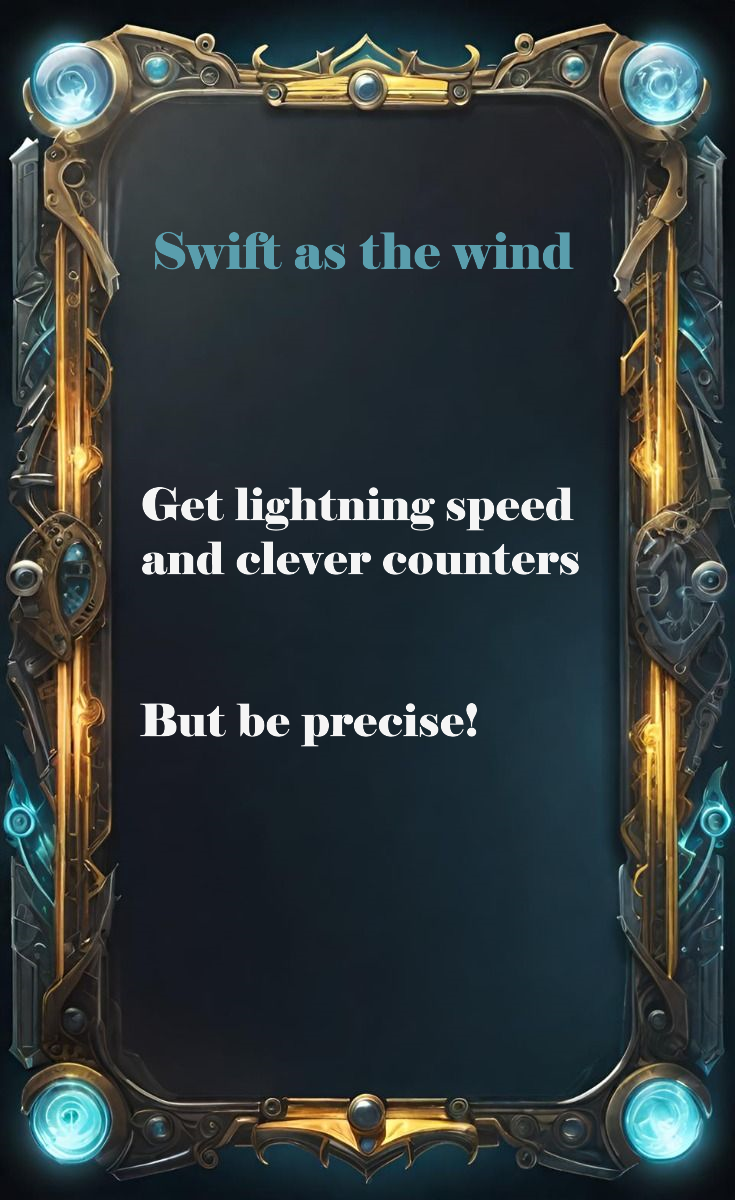 Swift as the wind
Get lightning speed
and clever counters
But be precise!